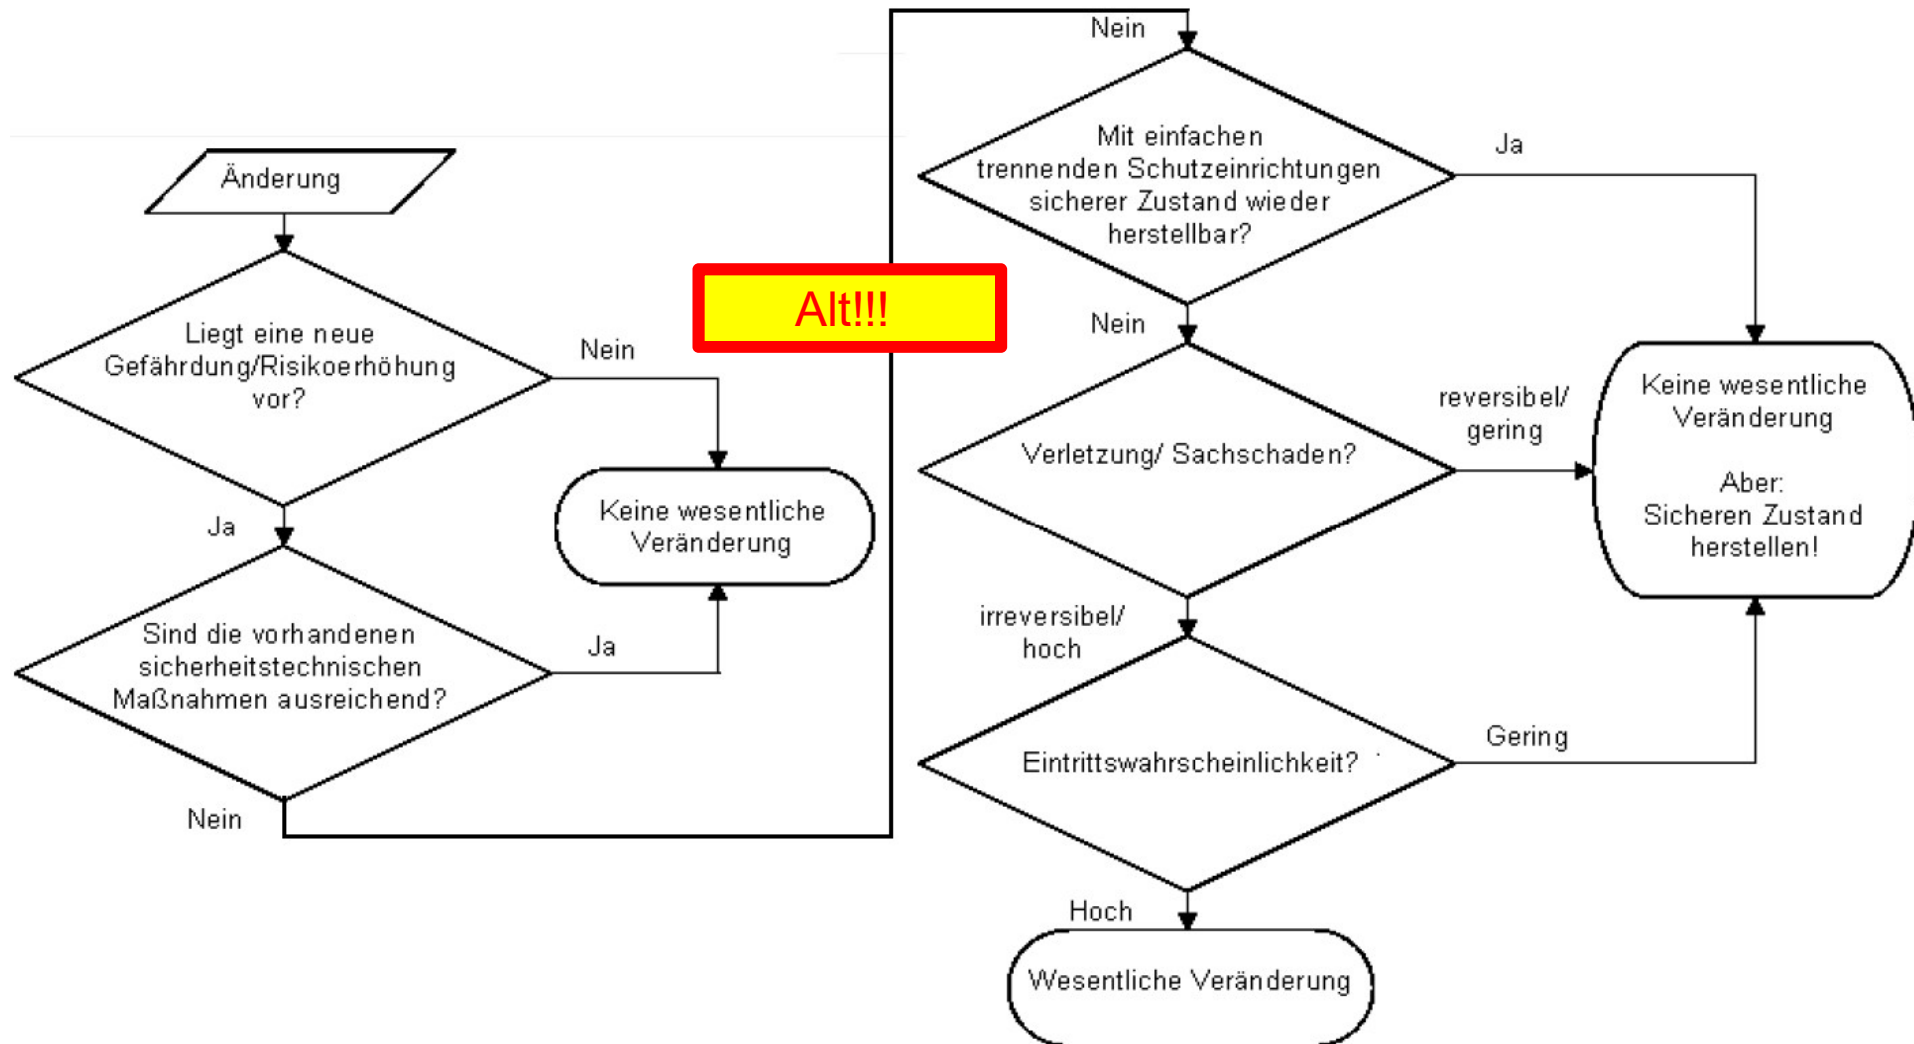 Änderung
Liegt eine neue
Gefährdung/Risikoerhöhung
vor?
Nein
Ja
Keine wesentliche
Veränderung
Sind die vorhandenen
sicherheitstechnischen
Maßnahmen ausreichend?
Ja
Nein
Alt!!!
Nein
Mit einfachen
trennenden Schutzeinrichtungen
sicherer Zustand wieder
herstellbar?
Ja
Nein
Verletzung/ Sachschaden?
reversibel/
gering
Keine wesentliche
Veränderung
Aber:
Sicheren Zustand
herstellen!
irreversibel/
hoch
Eintrittswahrscheinlichkeit?
Gering
Hoch
Wesentliche Veränderung